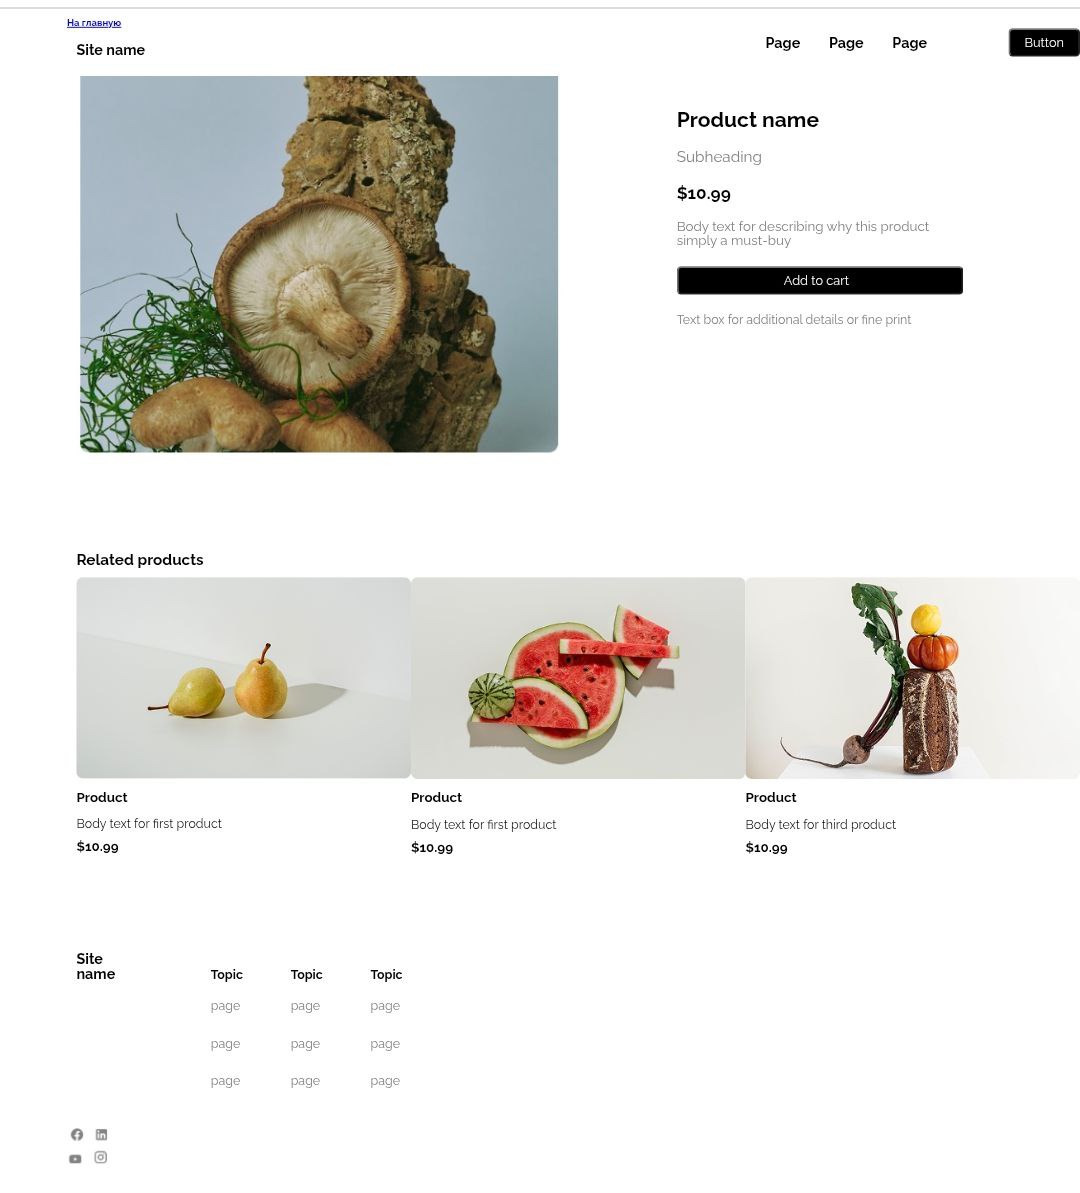 На главную
Site name
Page Page Page Button
Product name
Subheading
$10.99
Body text for describing why this product
simply a must-buy
Add to cart
Text box for additional details or fine print
Related products
Product
Body text for first product
$10.99
Product
Body text for first product
$10.99
Product
Body text for third product
$10.99
Site
name
Topic Topic Topic
page page page
page page page
page page page